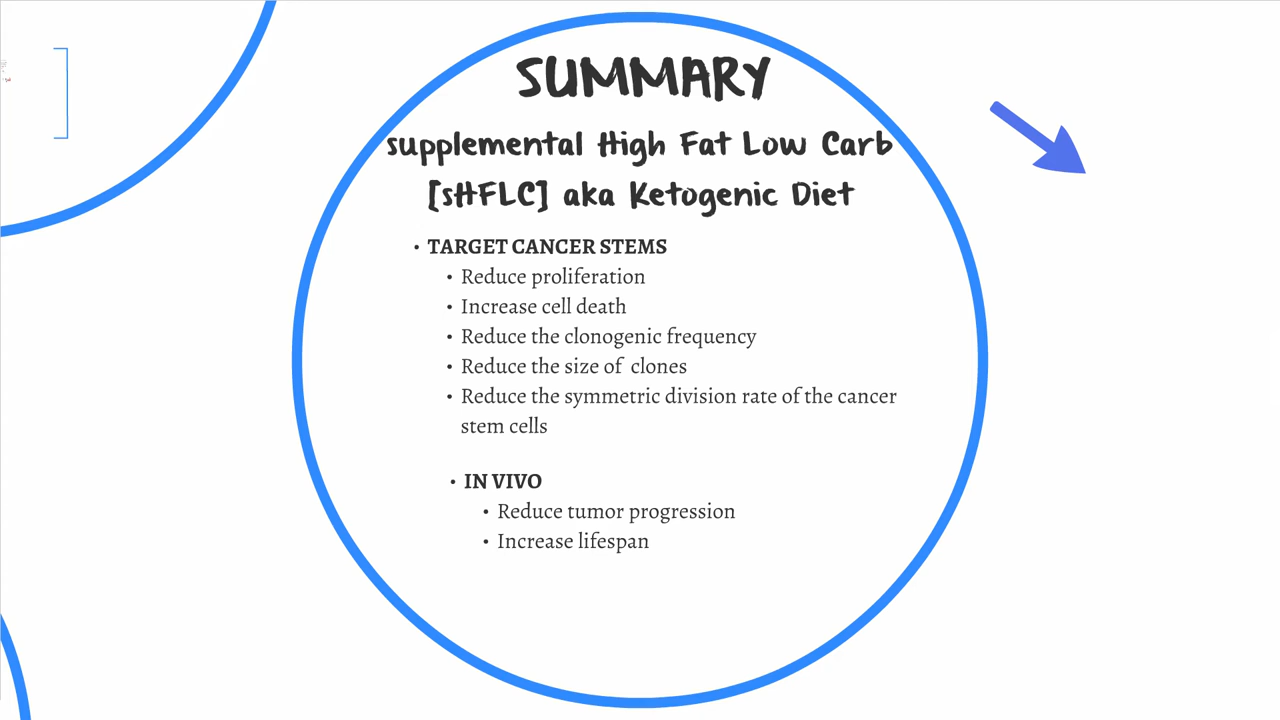 SUMMARY
supplemental High Fat Low Carb
[sHFLC] aka Ketogenic Diet
• TARGET CANCER STEMS
• Reduce proliferation
• Increase cell death
• Reduce the clonogenic frequency
• Reduce the size of clones
• Reduce the symmetric division rate of the cancer
stem cells
• IN VIVO
• Reduce tumor progression
• Increase lifespan